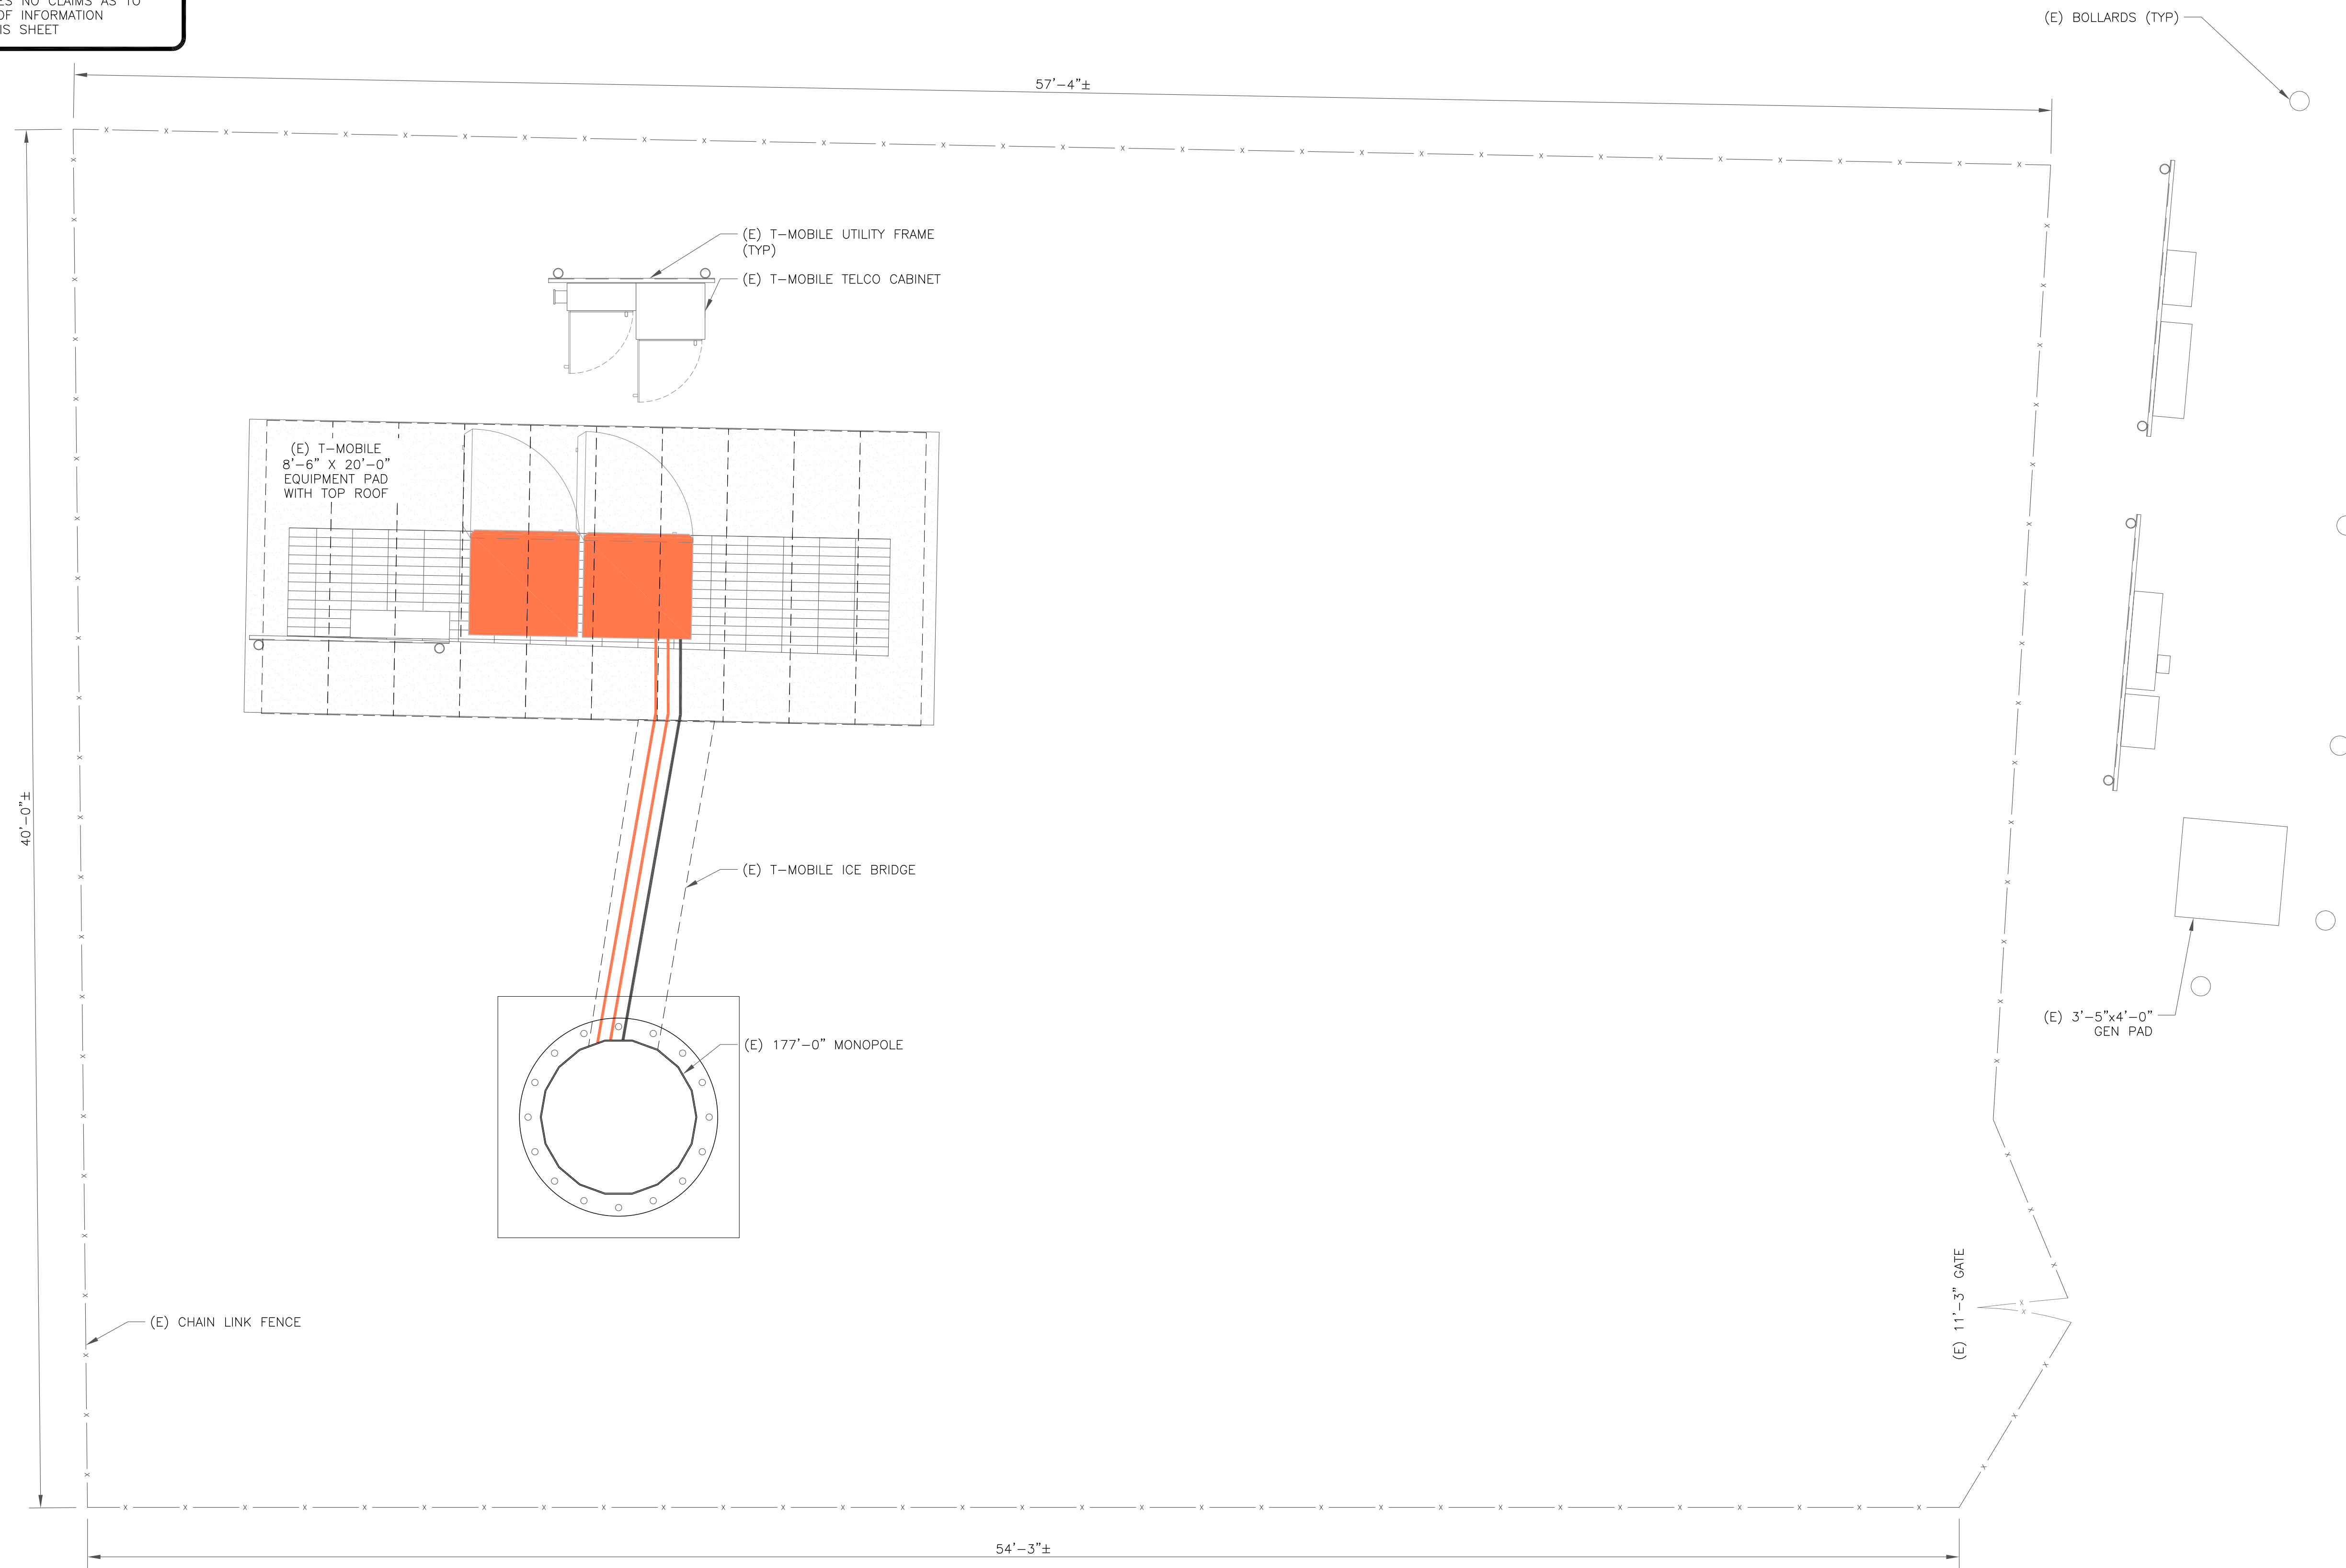 ES NO CLAIMS AS TO
OF INFORMATION
IS SHEET
(E) BOLLARDS (TYP)
57'-4"±
(E) T-MOBILE UTILITY FRAME
(TYP)
(E) T-MOBILE TELCO CABINET
(E) T-MOBILE
8'-6" X 20'-0"
EQUIPMENT PAD
WITH TOP ROOF
40'-0"±
(E) T-MOBILE ICE BRIDGE
(E) 3'-5"x4'-0"
GEN PAD
(E) 177'-0" MONOPOLE
(E) 11'-3" GATE
(E) CHAIN LINK FENCE
54'-3"±